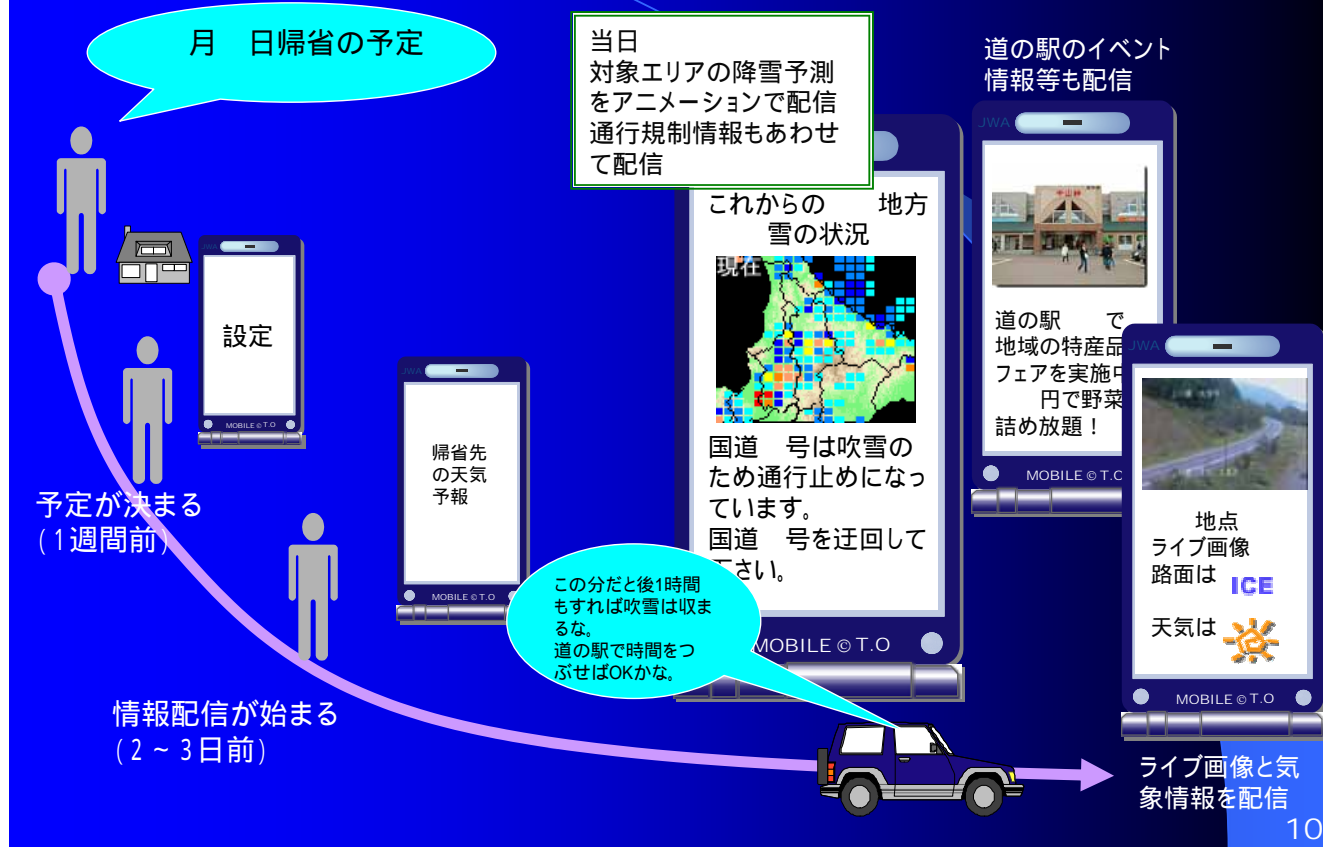 月　日帰省の予定
当日
対象エリアの降雪予測
をアニメーションで配信
通行規制情報もあわせ
て配信
道の駅のイベント
情報等も配信
JWA
設定
MOBILE © T.O
JWA
帰省先
の天気
予報
MOBILE © T.O
これからの　　地方
雪の状況
現在
国道　号は吹雪の
ため通行止めになっ
ています。
国道　号を迂回して
さい。
MOBILE © T.O
JWA
中山峠
道の駅　　で
地域の特産品
フェアを実施中
円で野菜
詰め放題！
MOBILE © T.O
JWA
地点
ライブ画像
路面は ICE
天気は
MOBILE © T.O
予定が決まる
(1週間前)
情報配信が始まる
(2～3日前)
この分だと後1時間
もすれば吹雪は収ま
るな。
道の駅で時間をつ
ぶせばOKかな。
ライブ画像と気
象情報を配信
10